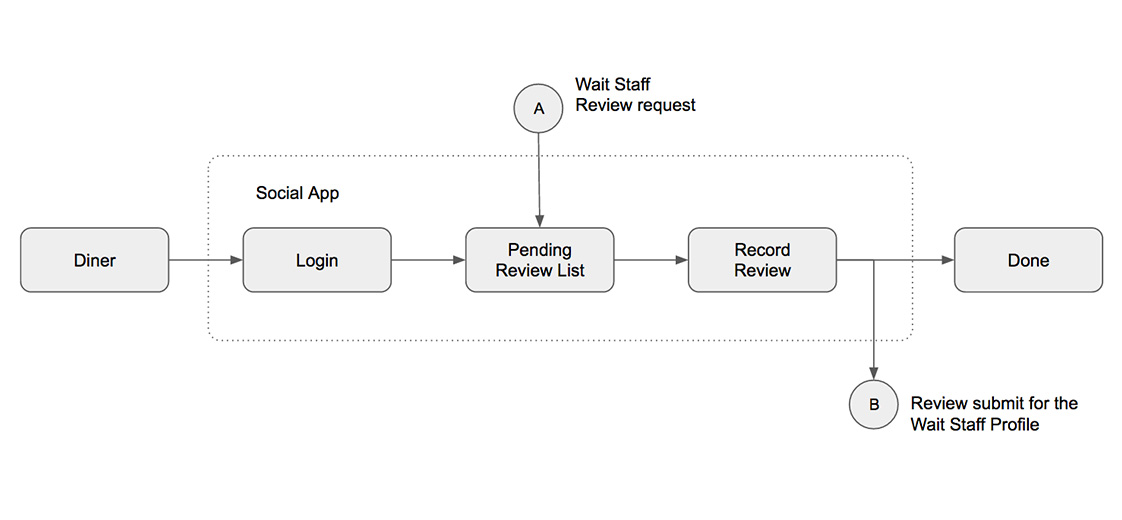 Wait Staff
Review request
A
Social App
Diner
Login
Pending
Review List
Record
Review
Done
B
Review submit for the
Wait Staff Profile